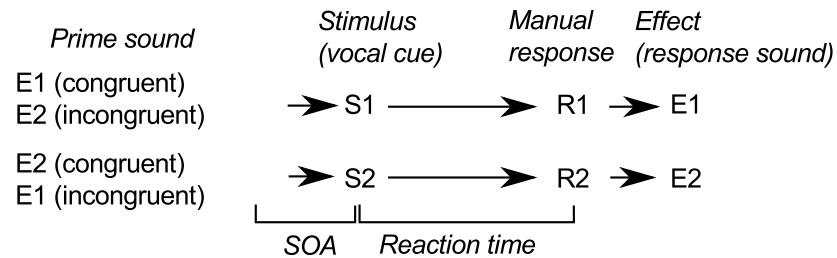 Prime sound
Stimulus
(vocal cue)
Manual
response
Effect
(response sound)
E1 (congruent)
E2 (incongruent)
S1
R1
E1
E2 (congruent)
E1 (incongruent)
S2
R2
E2
SOA
Reaction time